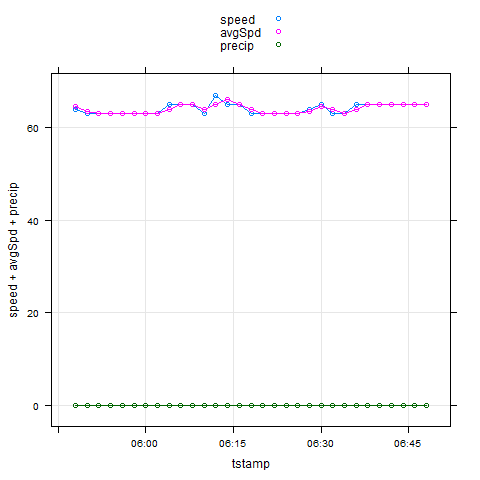 speed
avgSpd
precip
60
40
20
0
speed + avgSpd + precip
06:00 06:15 06:30 06:45
tstamp